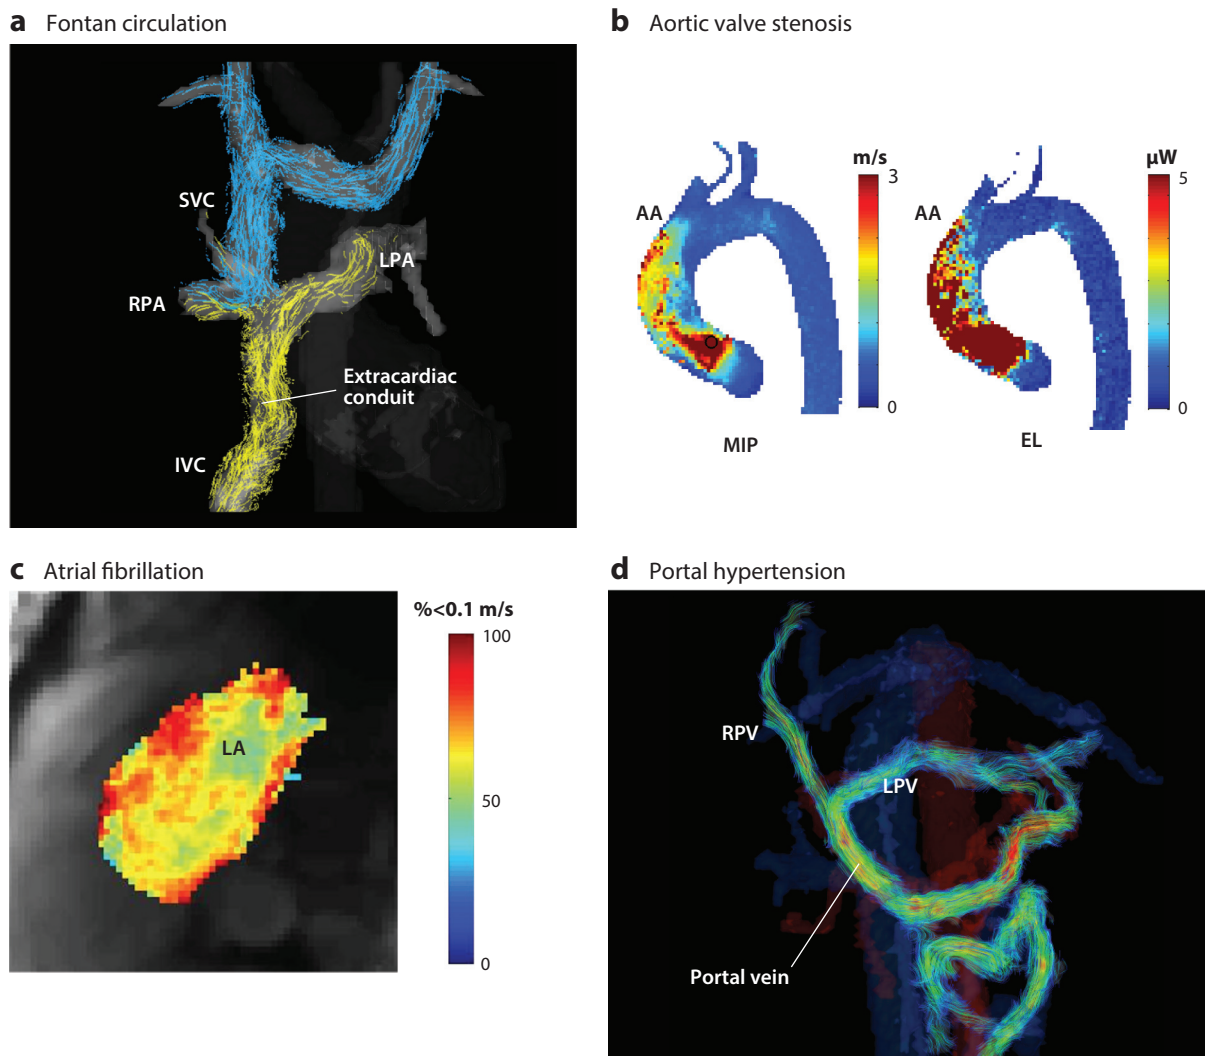 a Fontan circulation
SVC
LPA
RPA
Extracardiac
conduit
IVC
b Aortic valve stenosis
m/s
3
AA
0
MIP
µW
5
AA
0
EL
c Atrial fibrillation
%<0.1 m/s
100
LA
50
0
d Portal hypertension
RPV
LPV
Portal vein